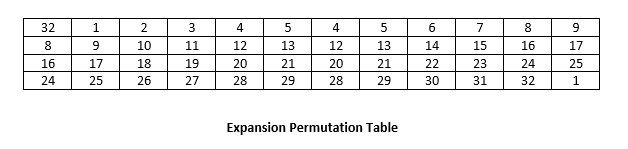 32 1 2 3 4 5 4 5 6 7 8 9
8 9 10 11 12 13 12 13 14 15 16 17
16 17 18 19 20 21 20 21 22 23 24 25
24 25 26 27 28 29 28 29 30 31 32 1
Expansion Permutation Table